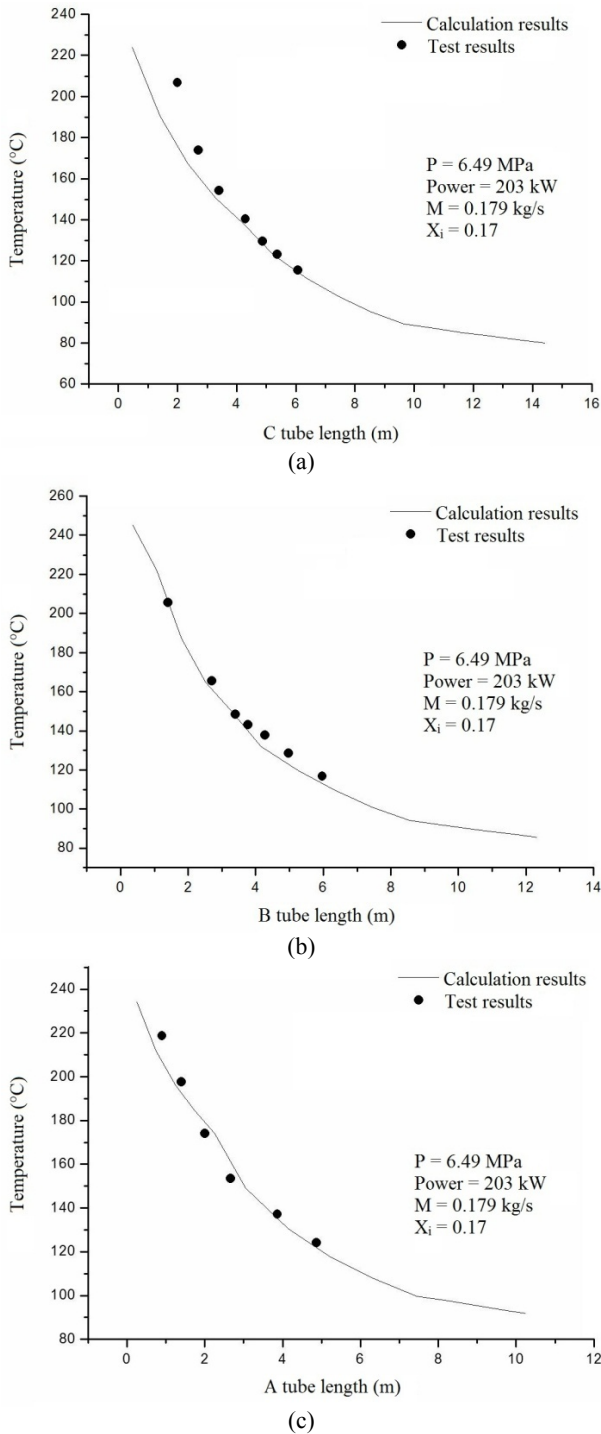 240
220
200
180
160
140
120
100
80
60
Temperature (°C)
Calculation results
Test results
P = 6.49 MPa
Power = 203 kW
M = 0.179 kg/s
Xi = 0.17
0 2 4 6 8 10 12 14 16
C tube length (m)
(a)
260
240
220
200
180
160
140
120
100
80
Temperature (°C)
Calculation results
Test results
P = 6.49 MPa
Power = 203 kW
M = 0.179 kg/s
Xi = 0.17
0 2 4 6 8 10 12 14
B tube length (m)
(b)
240
220
200
180
160
140
120
100
80
Temperature (°C)
Calculation results
Test results
P = 6.49 MPa
Power = 203 kW
M = 0.179 kg/s
Xi = 0.17
0 2 4 6 8 10 12
A tube length (m)
(c)